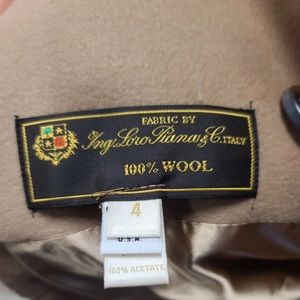 FABRIC BY
Ing. Loro Piana & C. ITALY
100% WOOL
4
U.S.A.
100% ACETATE